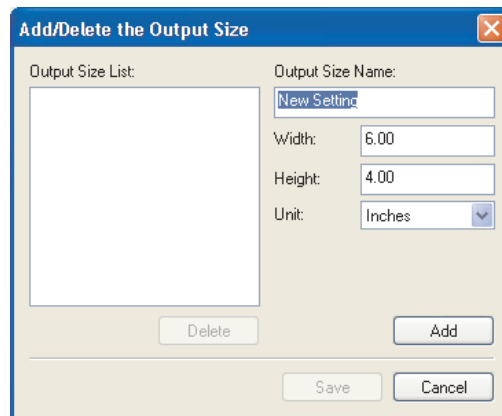 Add/Delete the Output Size
Output Size List:
Output Size Name:
New Setting
Width:
6.00
Height:
4.00
Unit:
Inches
Delete
Add
Save
Cancel